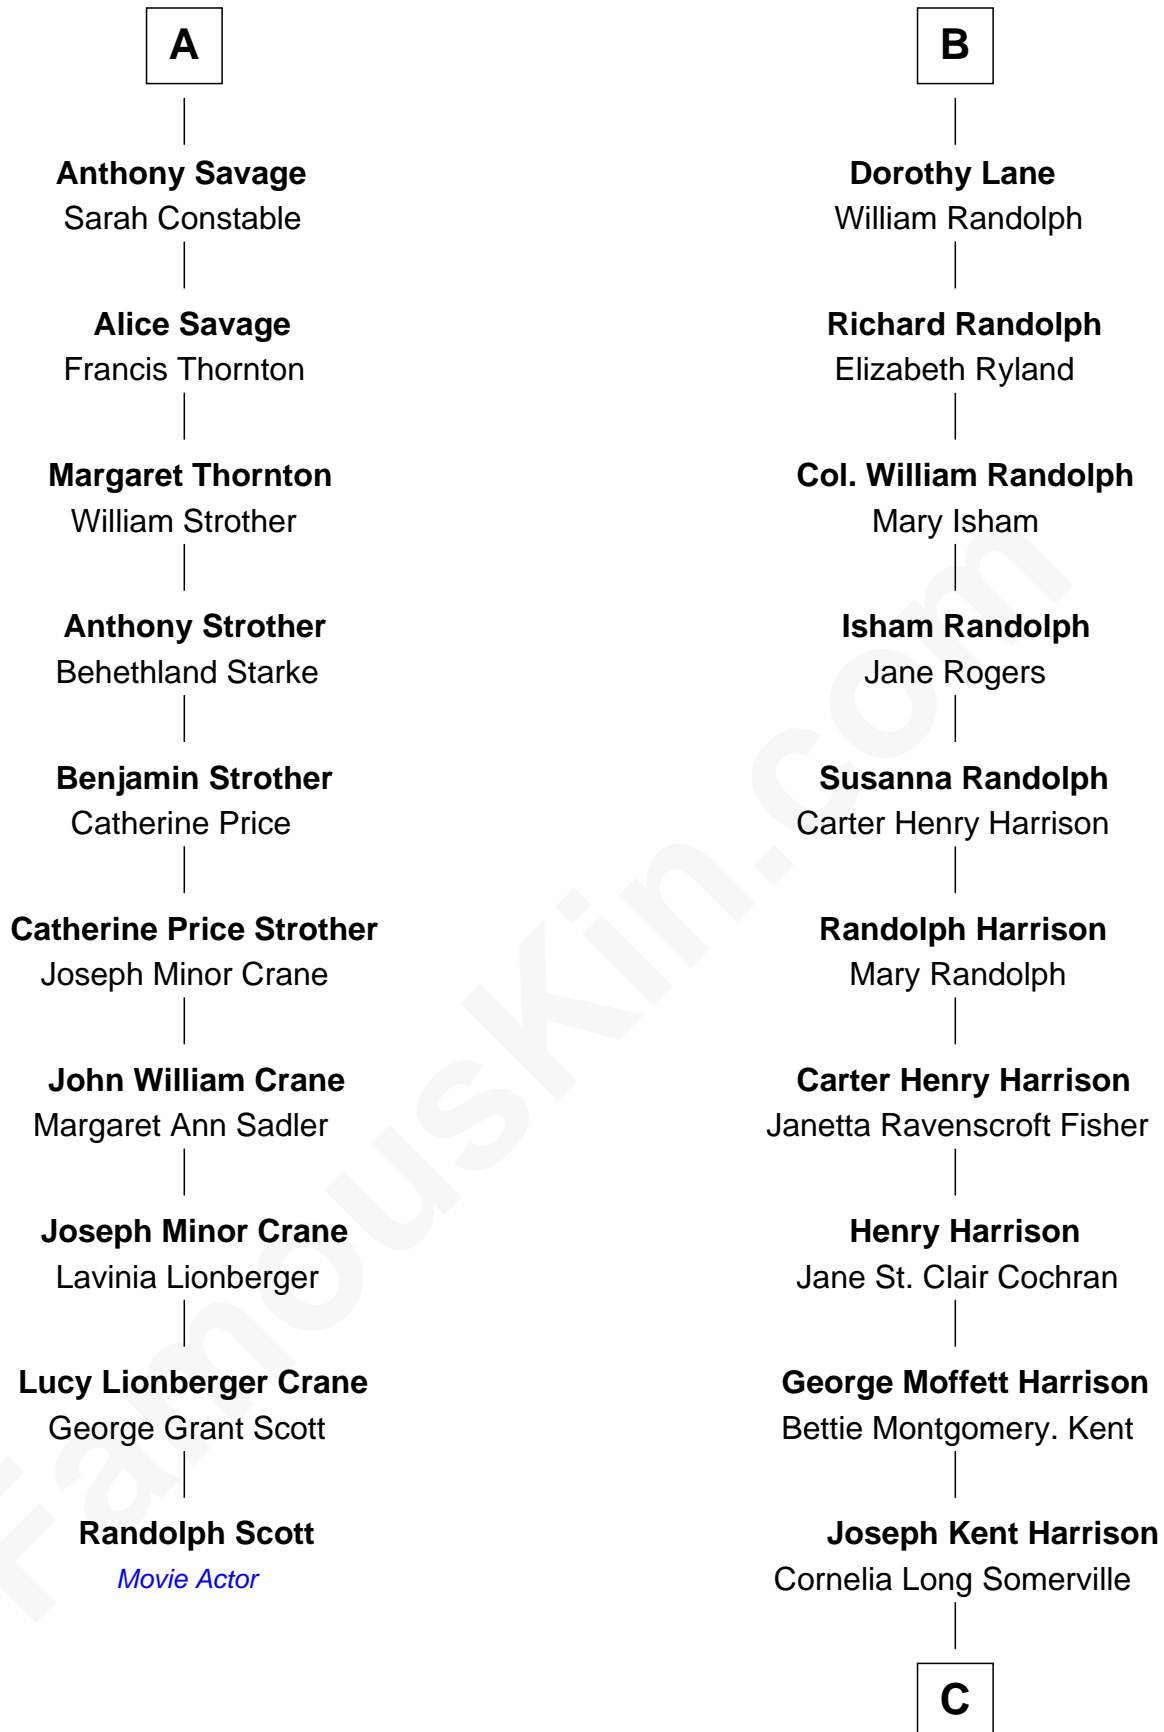 A
Anthony Savage
Sarah Constable
Alice Savage
Francis Thornton
Margaret Thornton
William Strother
Anthony Strother
Behethland Starke
Benjamin Strother
Catherine Price
Catherine Price Strother
Joseph Minor Crane
John William Crane
Margaret Ann Sadler
Joseph Minor Crane
Lavinia Lionberger
Lucy Lionberger Crane
George Grant Scott
Randolph Scott
Movie Actor
B
Dorothy Lane
William Randolph
Richard Randolph
Elizabeth Ryland
Col. William Randolph
Mary Isham
Isham Randolph
Jane Rogers
Susanna Randolph
Carter Henry Harrison
Randolph Harrison
Mary Randolph
Carter Henry Harrison
Janetta Ravenscroft Fisher
Henry Harrison
Jane St. Clair Cochran
George Moffett Harrison
Bettie Montgomery. Kent
Joseph Kent Harrison
Cornelia Long Somerville
C
FamousKin.com